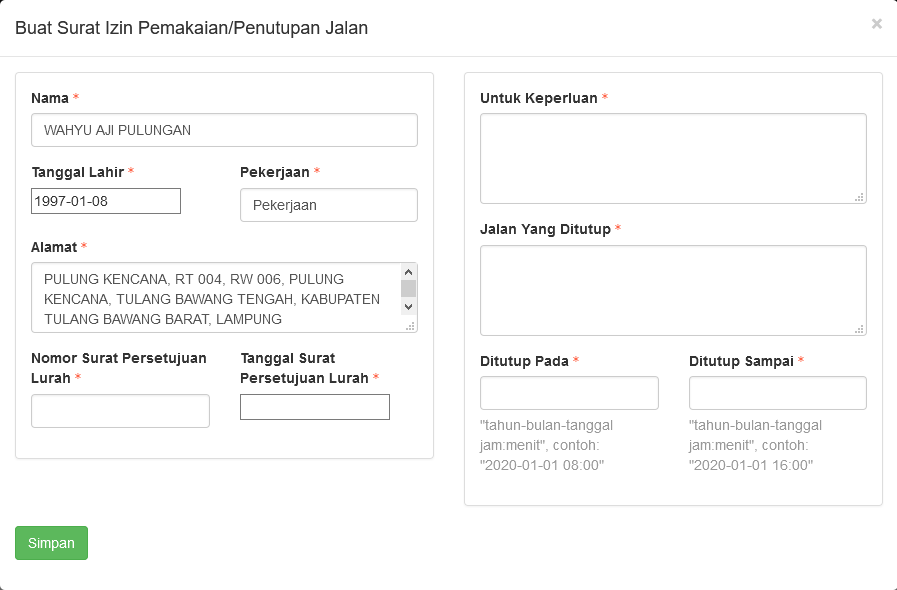 Buat Surat Izin Pemakaian/Penutupan Jalan
×
Nama *
WAHYU AJI PULUNGAN
Tanggal Lahir *
Pekerjaan *
1997-01-08
Pekerjaan
Alamat *
PULUNG KENCANA, RT 004, RW 006, PULUNG
KENCANA, TULANG BAWANG TENGAH, KABUPATEN
TULANG BAWANG BARAT, LAMPUNG
Nomor Surat Persetujuan
Lurah *
Tanggal Surat
Persetujuan Lurah *
Untuk Keperluan *
Jalan Yang Ditutup *
Ditutup Pada *
"tahun-bulan-tanggal
jam:menit", contoh:
"2020-01-01 08:00"
Ditutup Sampai *
"tahun-bulan-tanggal
jam:menit", contoh:
"2020-01-01 16:00"
Simpan